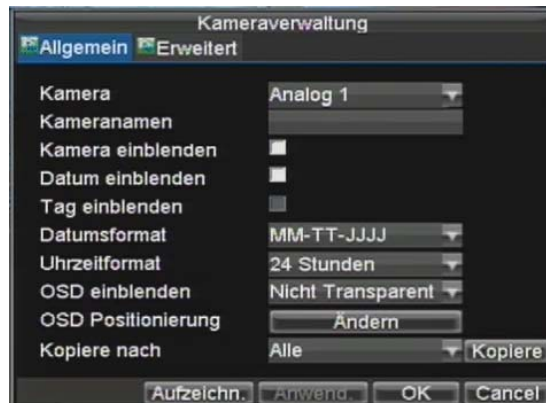 Kameraverwaltung
Allgemein Erweitert
Kamera Analog 1
Kameranamen
Kamera einblenden
Datum einblenden
Tag einblenden
Datumsformat MM-TT-JJJJ
Uhrzeitformat 24 Stunden
OSD einblenden Nicht Transparent
OSD Positionierung Ändern
Kopiere nach Alle Kopiere
Aufzeichn. Anwend. OK Cancel